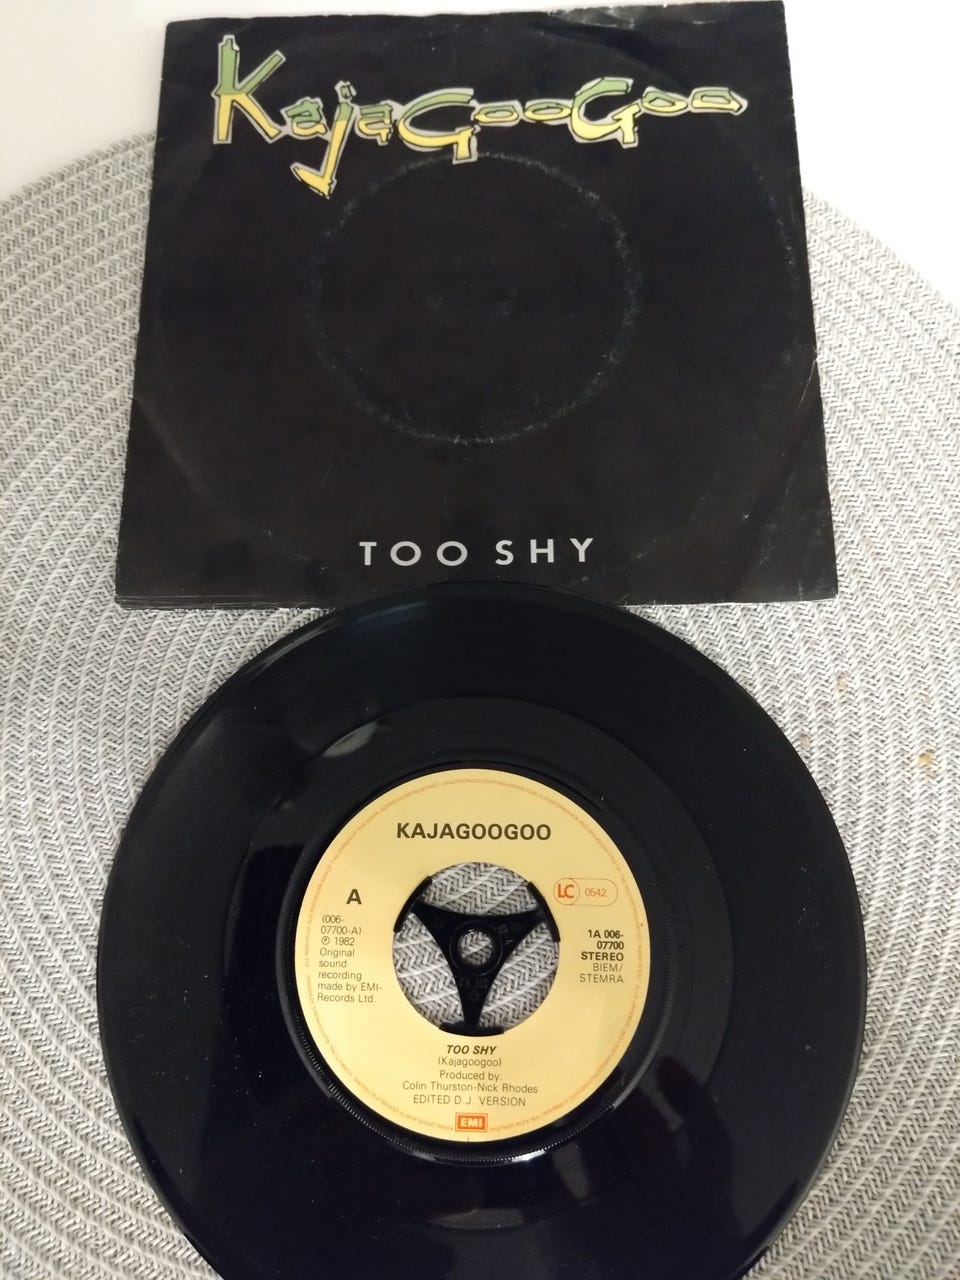 KajaGooGoo
TOO SHY
KAJAGOOGOO
A
LC 0542
(006-
07700-A)
℗ 1982
Original
sound
recording
made by EMI-
Records Ltd.
1A 006-
07700
STEREO
BIEM/
STEMRA
TOO SHY
(Kajagoogoo)
Produced by:
Colin Thurston-Nick Rhodes
EDITED D.J. VERSION
EMI